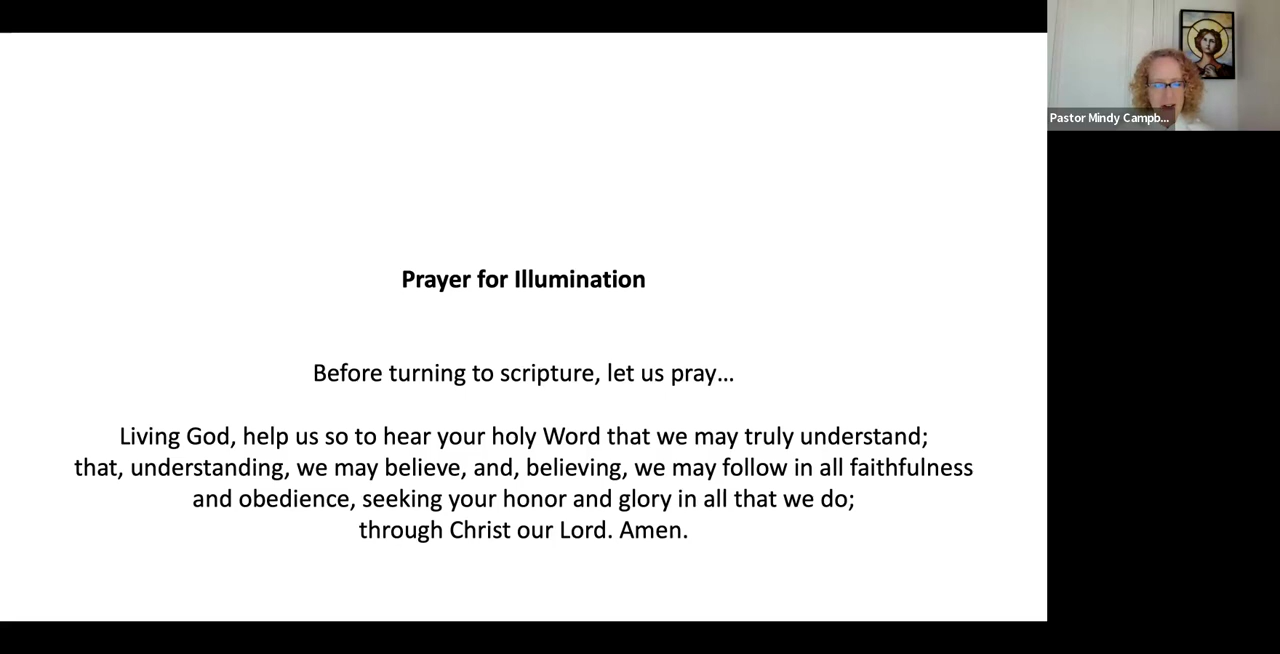 Prayer for Illumination
Before turning to scripture, let us pray...
Living God, help us so to hear your holy Word that we may truly understand;
that, understanding, we may believe, and, believing, we may follow in all faithfulness
and obedience, seeking your honor and glory in all that we do;
through Christ our Lord. Amen.
Pastor Mindy Campb...